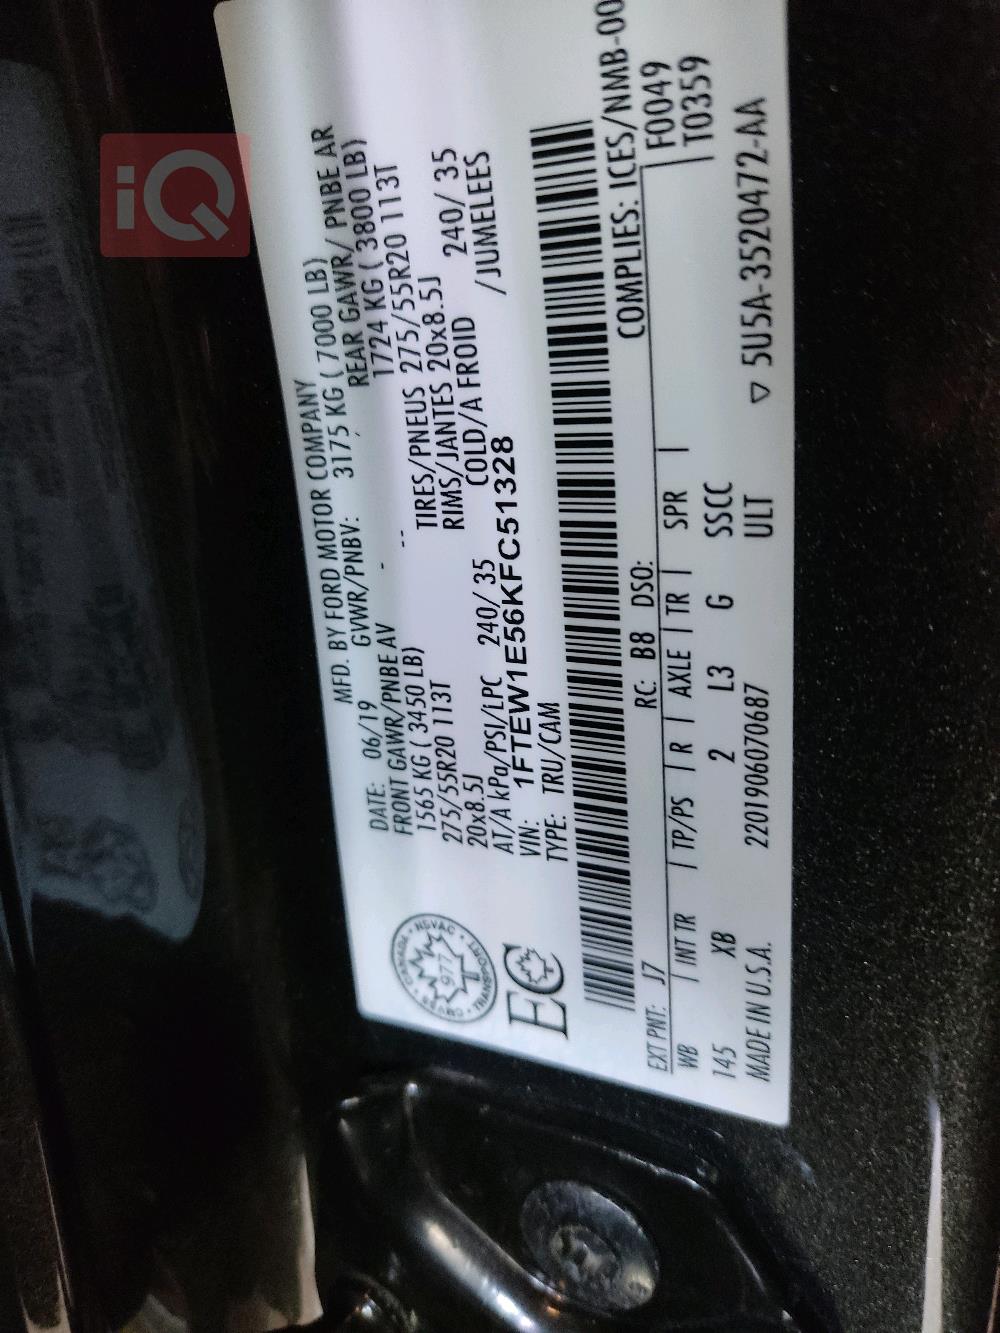 iQ
MFD. BY FORD MOTOR COMPANY
DATE: 06/19 GVWR/PNBV: 3175 KG ( 7000 LB)
FRONT GAWR/PNBE AV - REAR GAWR/ PNBE AR
1565 KG ( 3450 LB) -- 1724 KG ( 3800 LB)
275/55R20 113T TIRES/PNEUS 275/55R20 113T
20x8.5J RIMS/JANTES 20x8.5J
AT/A kPa/PSI/LPC 240/ 35 COLD/A FROID 240/ 35
VIN: 1FTEW1E56KFC51328 /JUMELEES
TYPE: TRU/CAM
CANADA • NSVAC • TRANSPORT
977
EC
COMPLIES: ICES/NMB-00
EXT PNT: J7 RC: B8 DSO: F0049
WB | INT TR | TP/PS | R | AXLE | TR | SPR | T0359
145 XB 2 L3 G SSCC
MADE IN U.S.A. 2201906070687 ULT ▽ 5U5A-3520472-AA